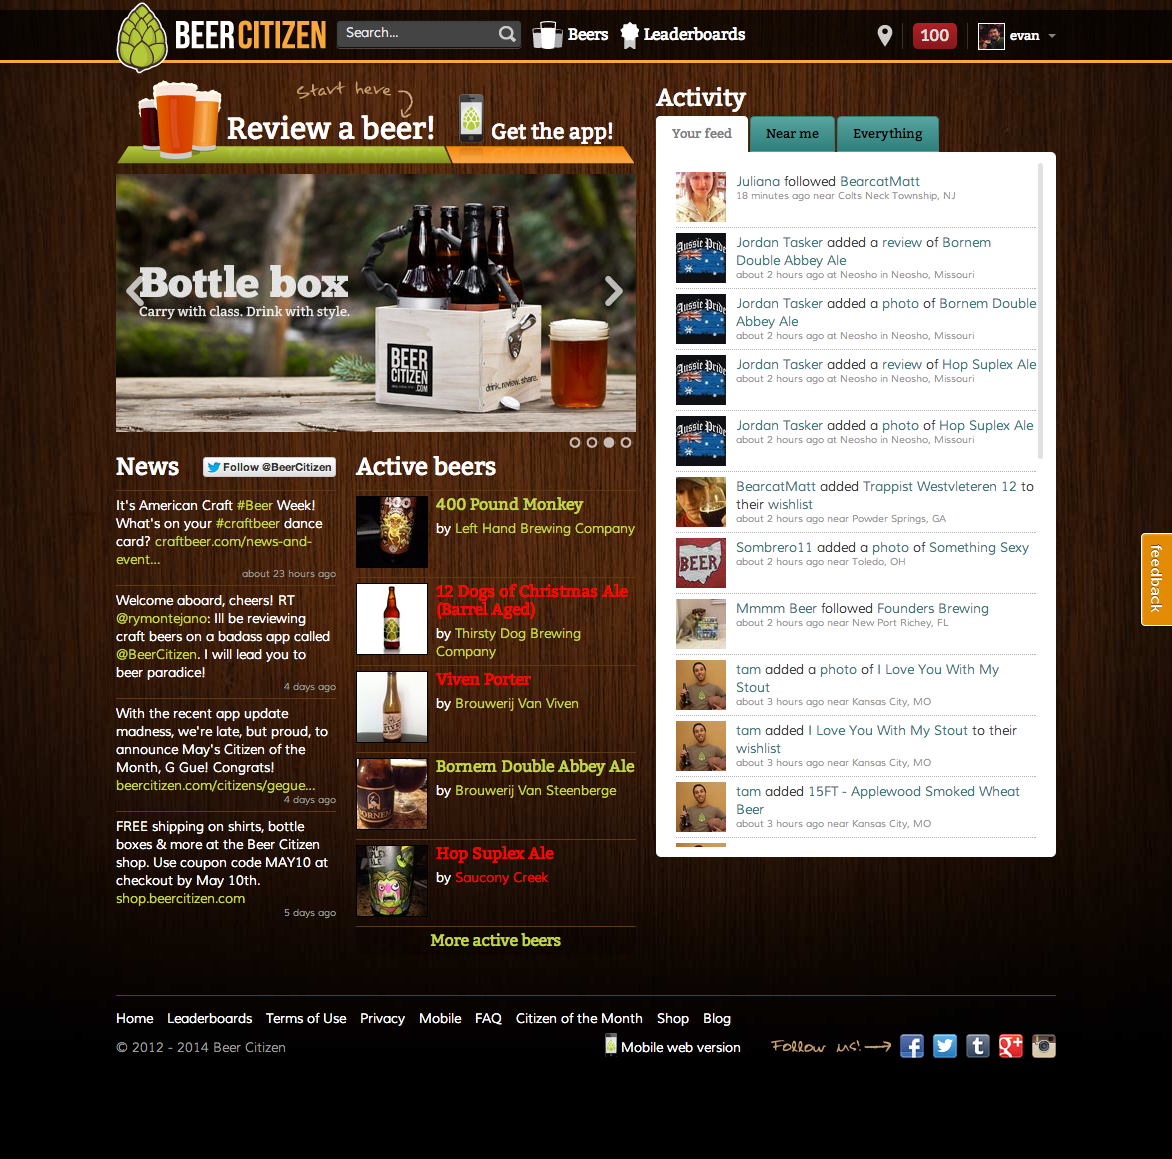 BEER CITIZEN
Search...
Beers
Leaderboards
100
evan
start here
Review a beer!
Get the app!
Bottle box
Carry with class. Drink with style.
BEER
CITIZEN
.COM
drink. review. share.
News
Follow @BeerCitizen
It's American Craft #Beer Week!
What's on your #craftbeer dance
card? craftbeer.com/news-and-
event...
about 23 hours ago
Welcome aboard, cheers! RT
@rymontejano: Ill be reviewing
craft beers on a badass app called
@BeerCitizen. I will lead you to
beer paradice!
4 days ago
With the recent app update
madness, we're late, but proud, to
announce May's Citizen of the
Month, G Gue! Congrats!
beercitizen.com/citizens/gegue...
4 days ago
FREE shipping on shirts, bottle
boxes & more at the Beer Citizen
shop. Use coupon code MAY10 at
checkout by May 10th.
shop.beercitizen.com
5 days ago
Active beers
400 Pound Monkey
by Left Hand Brewing Company
12 Dogs of Christmas Ale
(Barrel Aged)
by Thirsty Dog Brewing
Company
Viven Porter
by Brouwerij Van Viven
Bornem Double Abbey Ale
by Brouwerij Van Steenberge
Hop Suplex Ale
by Saucony Creek
More active beers
Activity
Your feed
Near me
Everything
Juliana followed BearcatMatt
18 minutes ago near Colts Neck Township, NJ
Aussie Pride
Jordan Tasker added a review of Bornem
Double Abbey Ale
about 2 hours ago at Neosho in Neosho, Missouri
Aussie Pride
Jordan Tasker added a photo of Bornem Double
Abbey Ale
about 2 hours ago at Neosho in Neosho, Missouri
Aussie Pride
Jordan Tasker added a review of Hop Suplex Ale
about 2 hours ago at Neosho in Neosho, Missouri
Aussie Pride
Jordan Tasker added a photo of Hop Suplex Ale
about 2 hours ago at Neosho in Neosho, Missouri
BearcatMatt added Trappist Westvleteren 12 to
their wishlist
about 2 hours ago near Powder Springs, GA
BEER
Sombrero11 added a photo of Something Sexy
about 2 hours ago near Toledo, OH
Mmmm Beer followed Founders Brewing
about 2 hours ago near New Port Richey, FL
tam added a photo of I Love You With My
Stout
about 3 hours ago near Kansas City, MO
tam added I Love You With My Stout to their
wishlist
about 3 hours ago near Kansas City, MO
tam added 15FT - Applewood Smoked Wheat
Beer
about 3 hours ago near Kansas City, MO
feedback
Home
Leaderboards
Terms of Use
Privacy
Mobile
FAQ
Citizen of the Month
Shop
Blog
© 2012 - 2014 Beer Citizen
Mobile web version
Follow us!